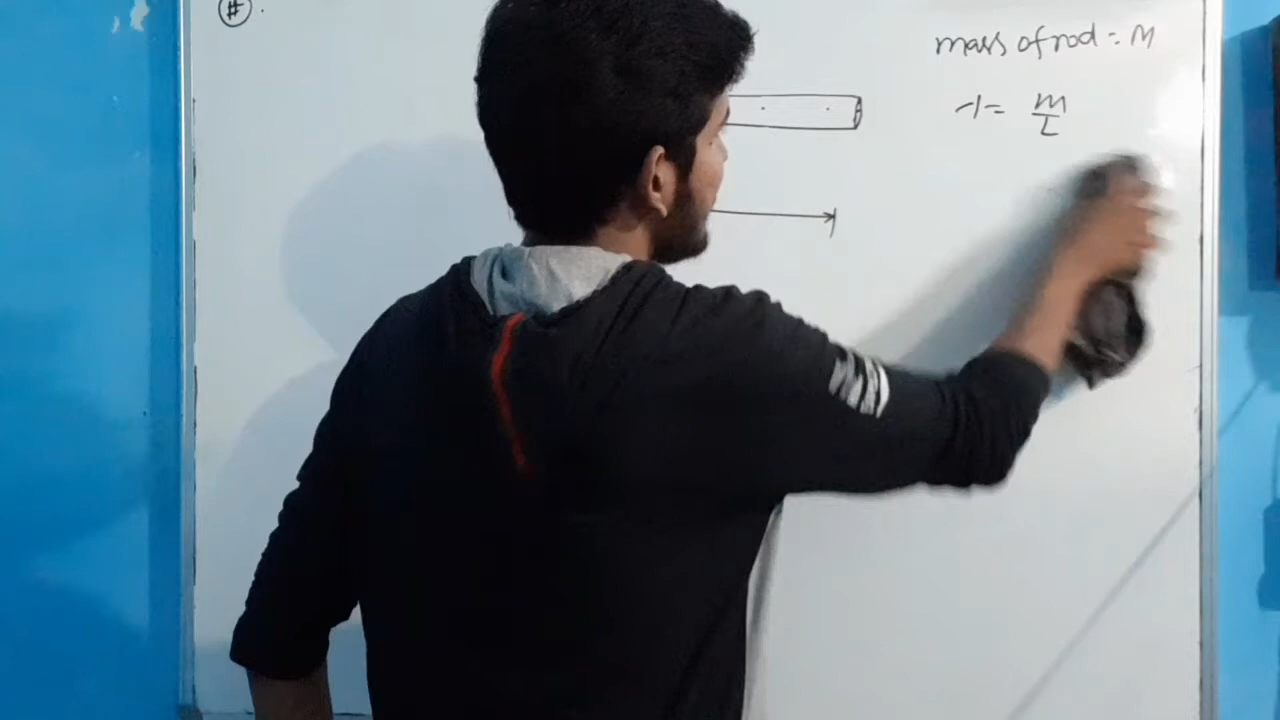 #.
mass of rod = M
λ = m/L